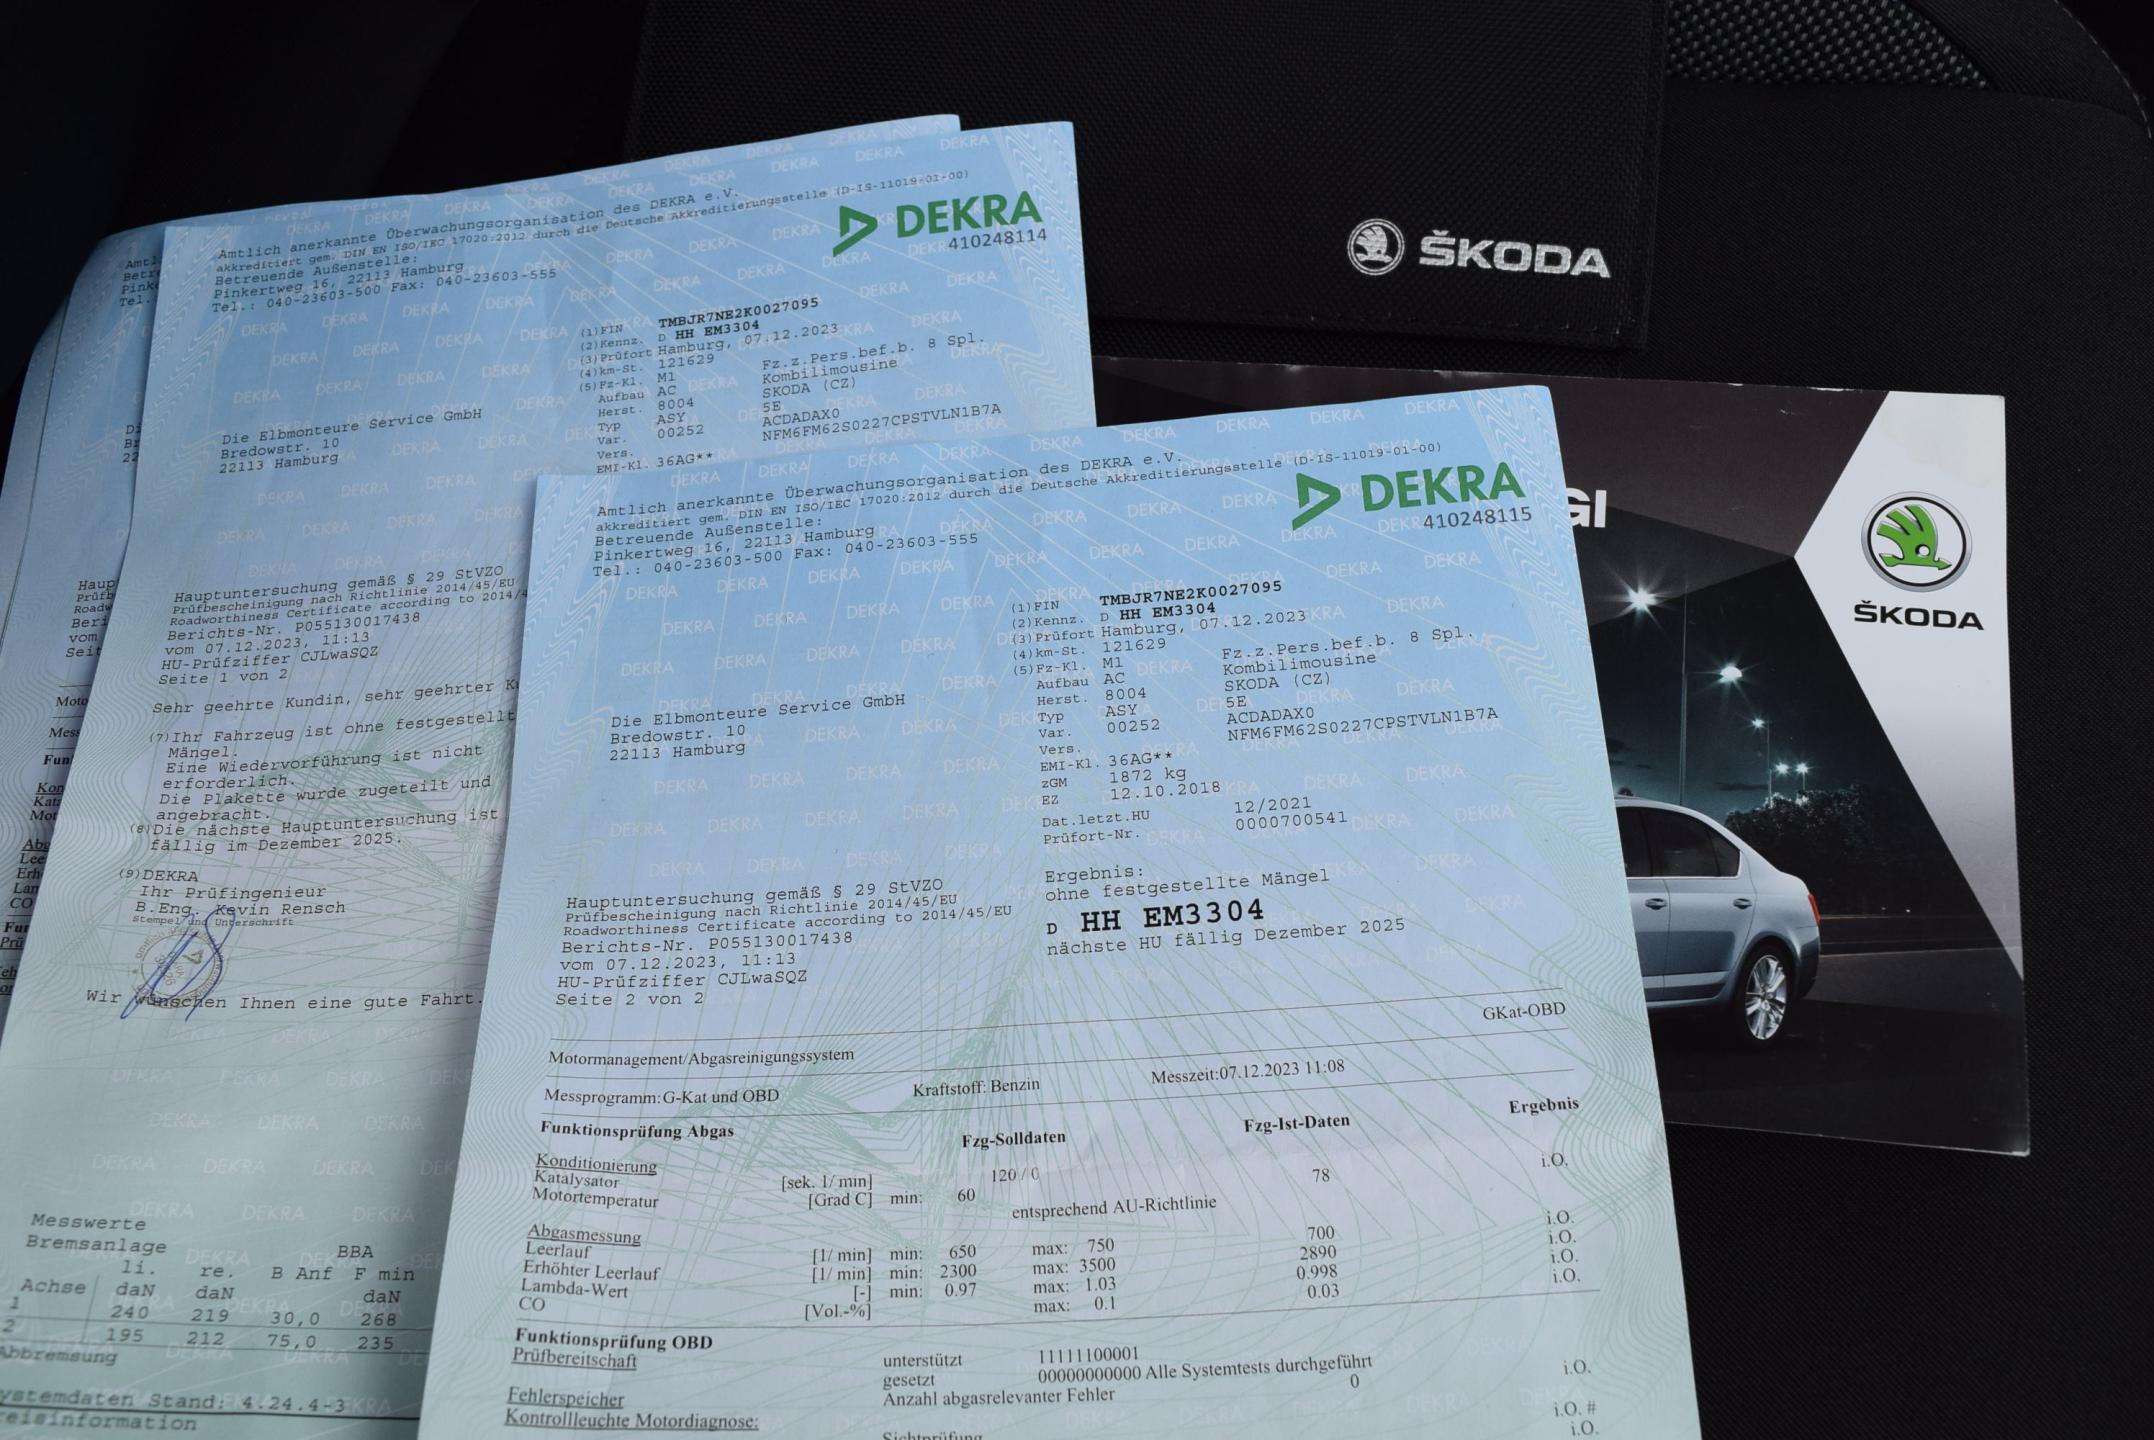 ŠKODA
GI
ŠKODA
Amtlich anerkannte Überwachungsorganisation des DEKRA e.V.
akkreditiert gem. DIN EN ISO/IEC 17020:2012 durch die Deutsche Akkreditierungsstelle (D-IS-11019-01-00)
Betreuende Außenstelle:
Pinkertweg 16, 22113 Hamburg
Tel.: 040-23603-500 Fax: 040-23603-555
DEKRA
410248114
(1)FIN TMBJR7NE2K0027095
(2)Kennz. D HH EM3304
(3)Prüfort Hamburg, 07.12.2023
(4)km-St. 121629
(5)Fz-Kl. M1 Fz.z.Pers.bef.b. 8 Spl.
Aufbau AC Kombilimousine
Herst. 8004 SKODA (CZ)
Typ ASY 5E
Var. 00252 ACDADAX0
Vers. NFM6FM62S0227CPSTVLN1B7A
EMI-Kl. 36AG**
Die Elbmonteure Service GmbH
Bredowstr. 10
22113 Hamburg
Hauptuntersuchung gemäß § 29 StVZO
Prüfbescheinigung nach Richtlinie 2014/45/EU
Roadworthiness Certificate according to 2014/4
Berichts-Nr. P055130017438
vom 07.12.2023, 11:13
HU-Prüfziffer CJLwaSQZ
Seite 1 von 2
Sehr geehrte Kundin, sehr geehrter K
(7)Ihr Fahrzeug ist ohne festgestellt
Mängel.
Eine Wiedervorführung ist nicht
erforderlich.
Die Plakette wurde zugeteilt und
angebracht.
(8)Die nächste Hauptuntersuchung ist
fällig im Dezember 2025.
(9)DEKRA
Ihr Prüfingenieur
B.Eng. Kevin Rensch
Stempel und Unterschrift
Wir wünschen Ihnen eine gute Fahrt.
Messwerte
Bremsanlage BBA
li. re. B Anf F min
Achse daN daN daN
1 240 219 30,0 268
2 195 212 75,0 235
Abbremsung
ystemdaten Stand: 4.24.4-3
reisinformation
Amtlich anerkannte Überwachungsorganisation des DEKRA e.V.
akkreditiert gem. DIN EN ISO/IEC 17020:2012 durch die Deutsche Akkreditierungsstelle (D-IS-11019-01-00)
Betreuende Außenstelle:
Pinkertweg 16, 22113 Hamburg
Tel.: 040-23603-500 Fax: 040-23603-555
DEKRA
410248115
(1)FIN TMBJR7NE2K0027095
(2)Kennz. D HH EM3304
(3)Prüfort Hamburg, 07.12.2023
(4)km-St. 121629
(5)Fz-Kl. M1 Fz.z.Pers.bef.b. 8 Spl.
Aufbau AC Kombilimousine
Herst. 8004 SKODA (CZ)
Typ ASY 5E
Var. 00252 ACDADAX0
Vers. NFM6FM62S0227CPSTVLN1B7A
EMI-Kl. 36AG**
zGM 1872 kg
EZ 12.10.2018
Dat.letzt.HU 12/2021
Prüfort-Nr. 0000700541
Die Elbmonteure Service GmbH
Bredowstr. 10
22113 Hamburg
Hauptuntersuchung gemäß § 29 StVZO
Prüfbescheinigung nach Richtlinie 2014/45/EU
Roadworthiness Certificate according to 2014/45/EU
Berichts-Nr. P055130017438
vom 07.12.2023, 11:13
HU-Prüfziffer CJLwaSQZ
Seite 2 von 2
Ergebnis:
ohne festgestellte Mängel
D HH EM3304
nächste HU fällig Dezember 2025
Motormanagement/Abgasreinigungssystem GKat-OBD
Messprogramm: G-Kat und OBD Kraftstoff: Benzin Messzeit:07.12.2023 11:08
Funktionsprüfung Abgas Fzg-Solldaten Fzg-Ist-Daten Ergebnis
Konditionierung
Katalysator [sek. 1/ min] 120 / 0 i.O.
Motortemperatur [Grad C] min: 60 78
entsprechend AU-Richtlinie
Abgasmessung
Leerlauf [1/ min] min: 650 max: 750 700 i.O.
Erhöhter Leerlauf [1/ min] min: 2300 max: 3500 2890 i.O.
Lambda-Wert [-] min: 0.97 max: 1.03 0.998 i.O.
CO [Vol.-%] max: 0.1 0.03 i.O.
Funktionsprüfung OBD
Prüfbereitschaft unterstützt 11111100001
gesetzt 00000000000 Alle Systemtests durchgeführt i.O.
Fehlerspeicher Anzahl abgasrelevanter Fehler 0
Kontrollleuchte Motordiagnose: i.O. #
Sichtprüfung i.O.